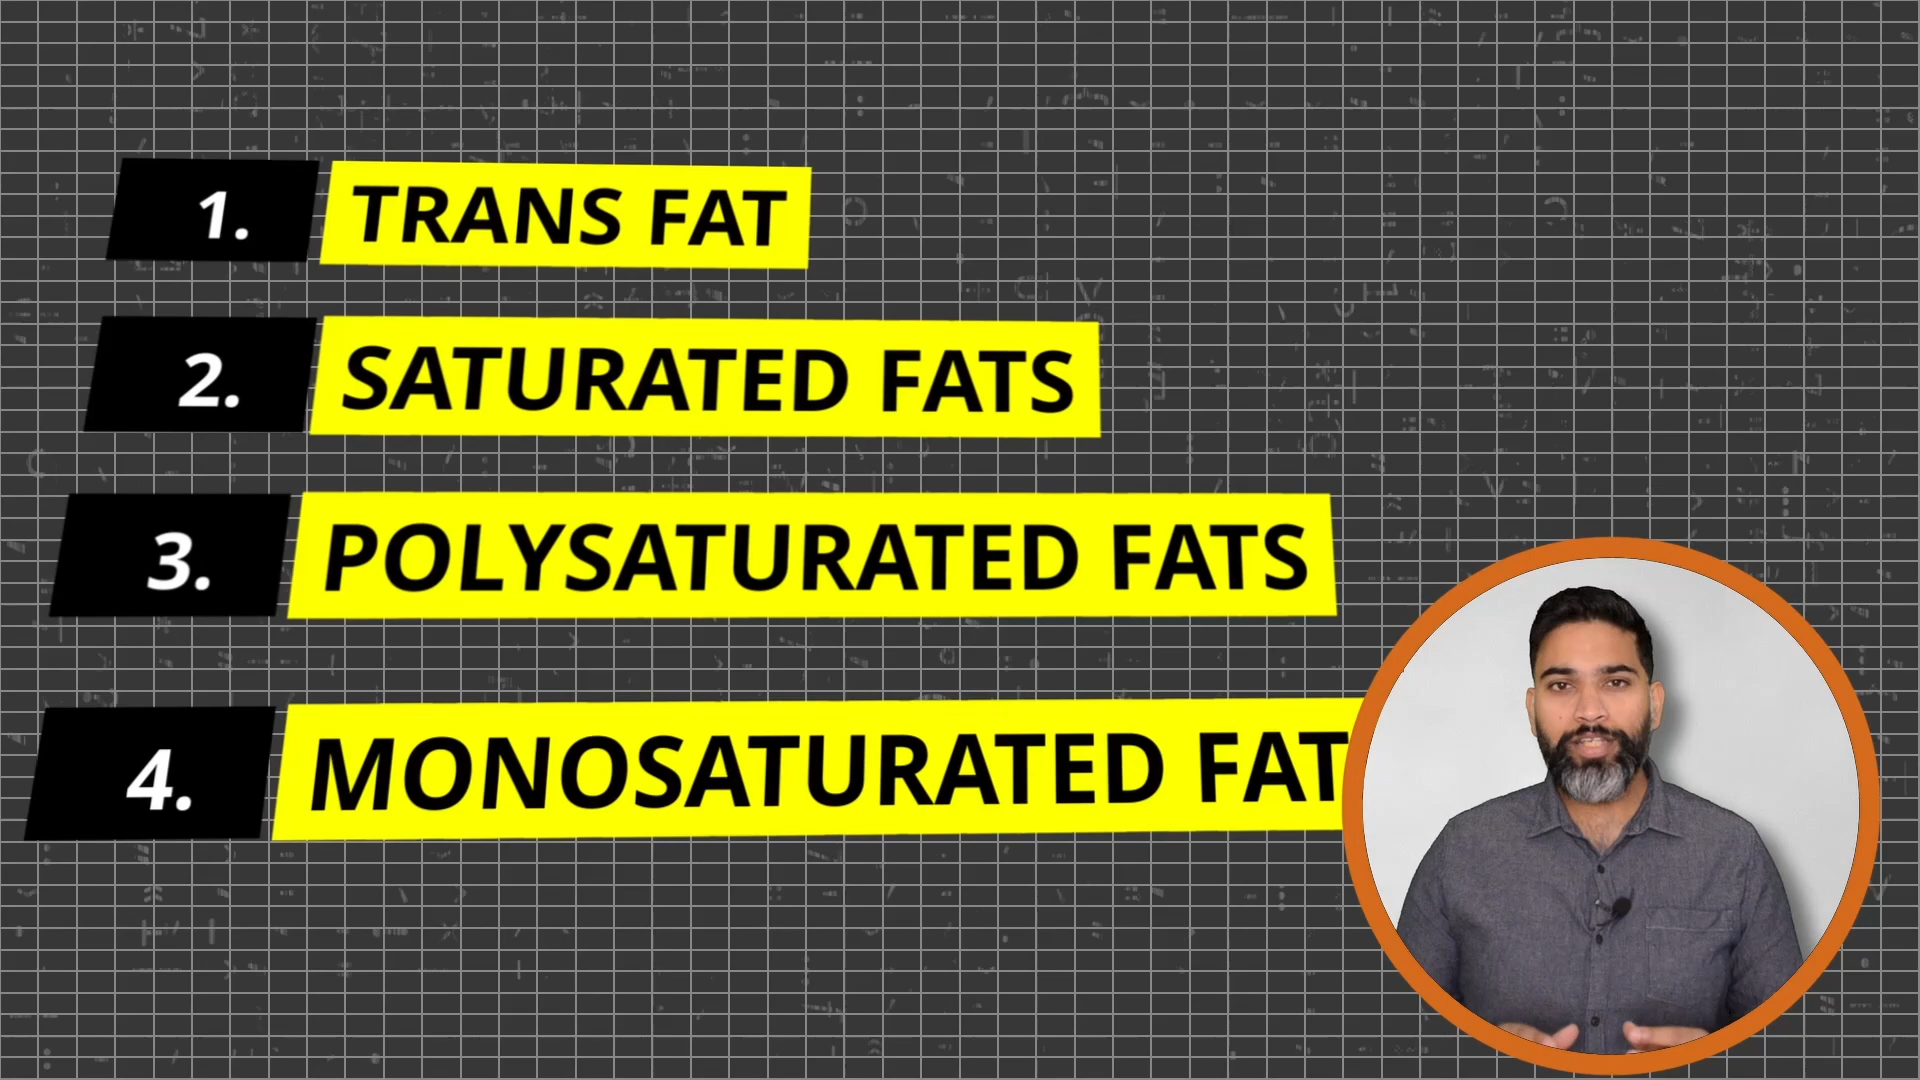 1. TRANS FAT
2. SATURATED FATS
3. POLYSATURATED FATS
4. MONOSATURATED FAT